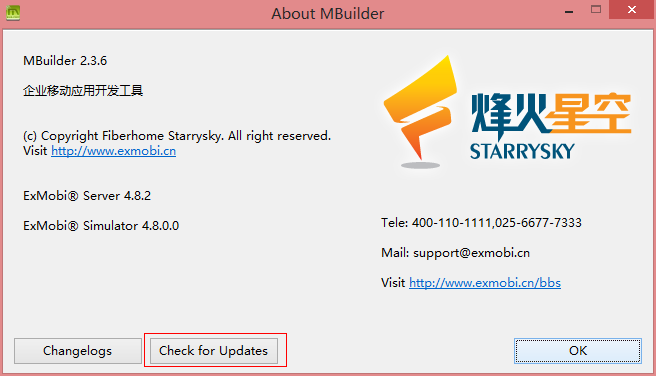 About MBuilder
MBuilder 2.3.6
企业移动应用开发工具
(c) Copyright Fiberhome Starrysky. All right reserved.
Visit http://www.exmobi.cn
ExMobi® Server 4.8.2
ExMobi® Simulator 4.8.0.0
烽火星空
STARRYSKY
Tele: 400-110-1111,025-6677-7333
Mail: support@exmobi.cn
Visit http://www.exmobi.cn/bbs
Changelogs
Check for Updates
OK